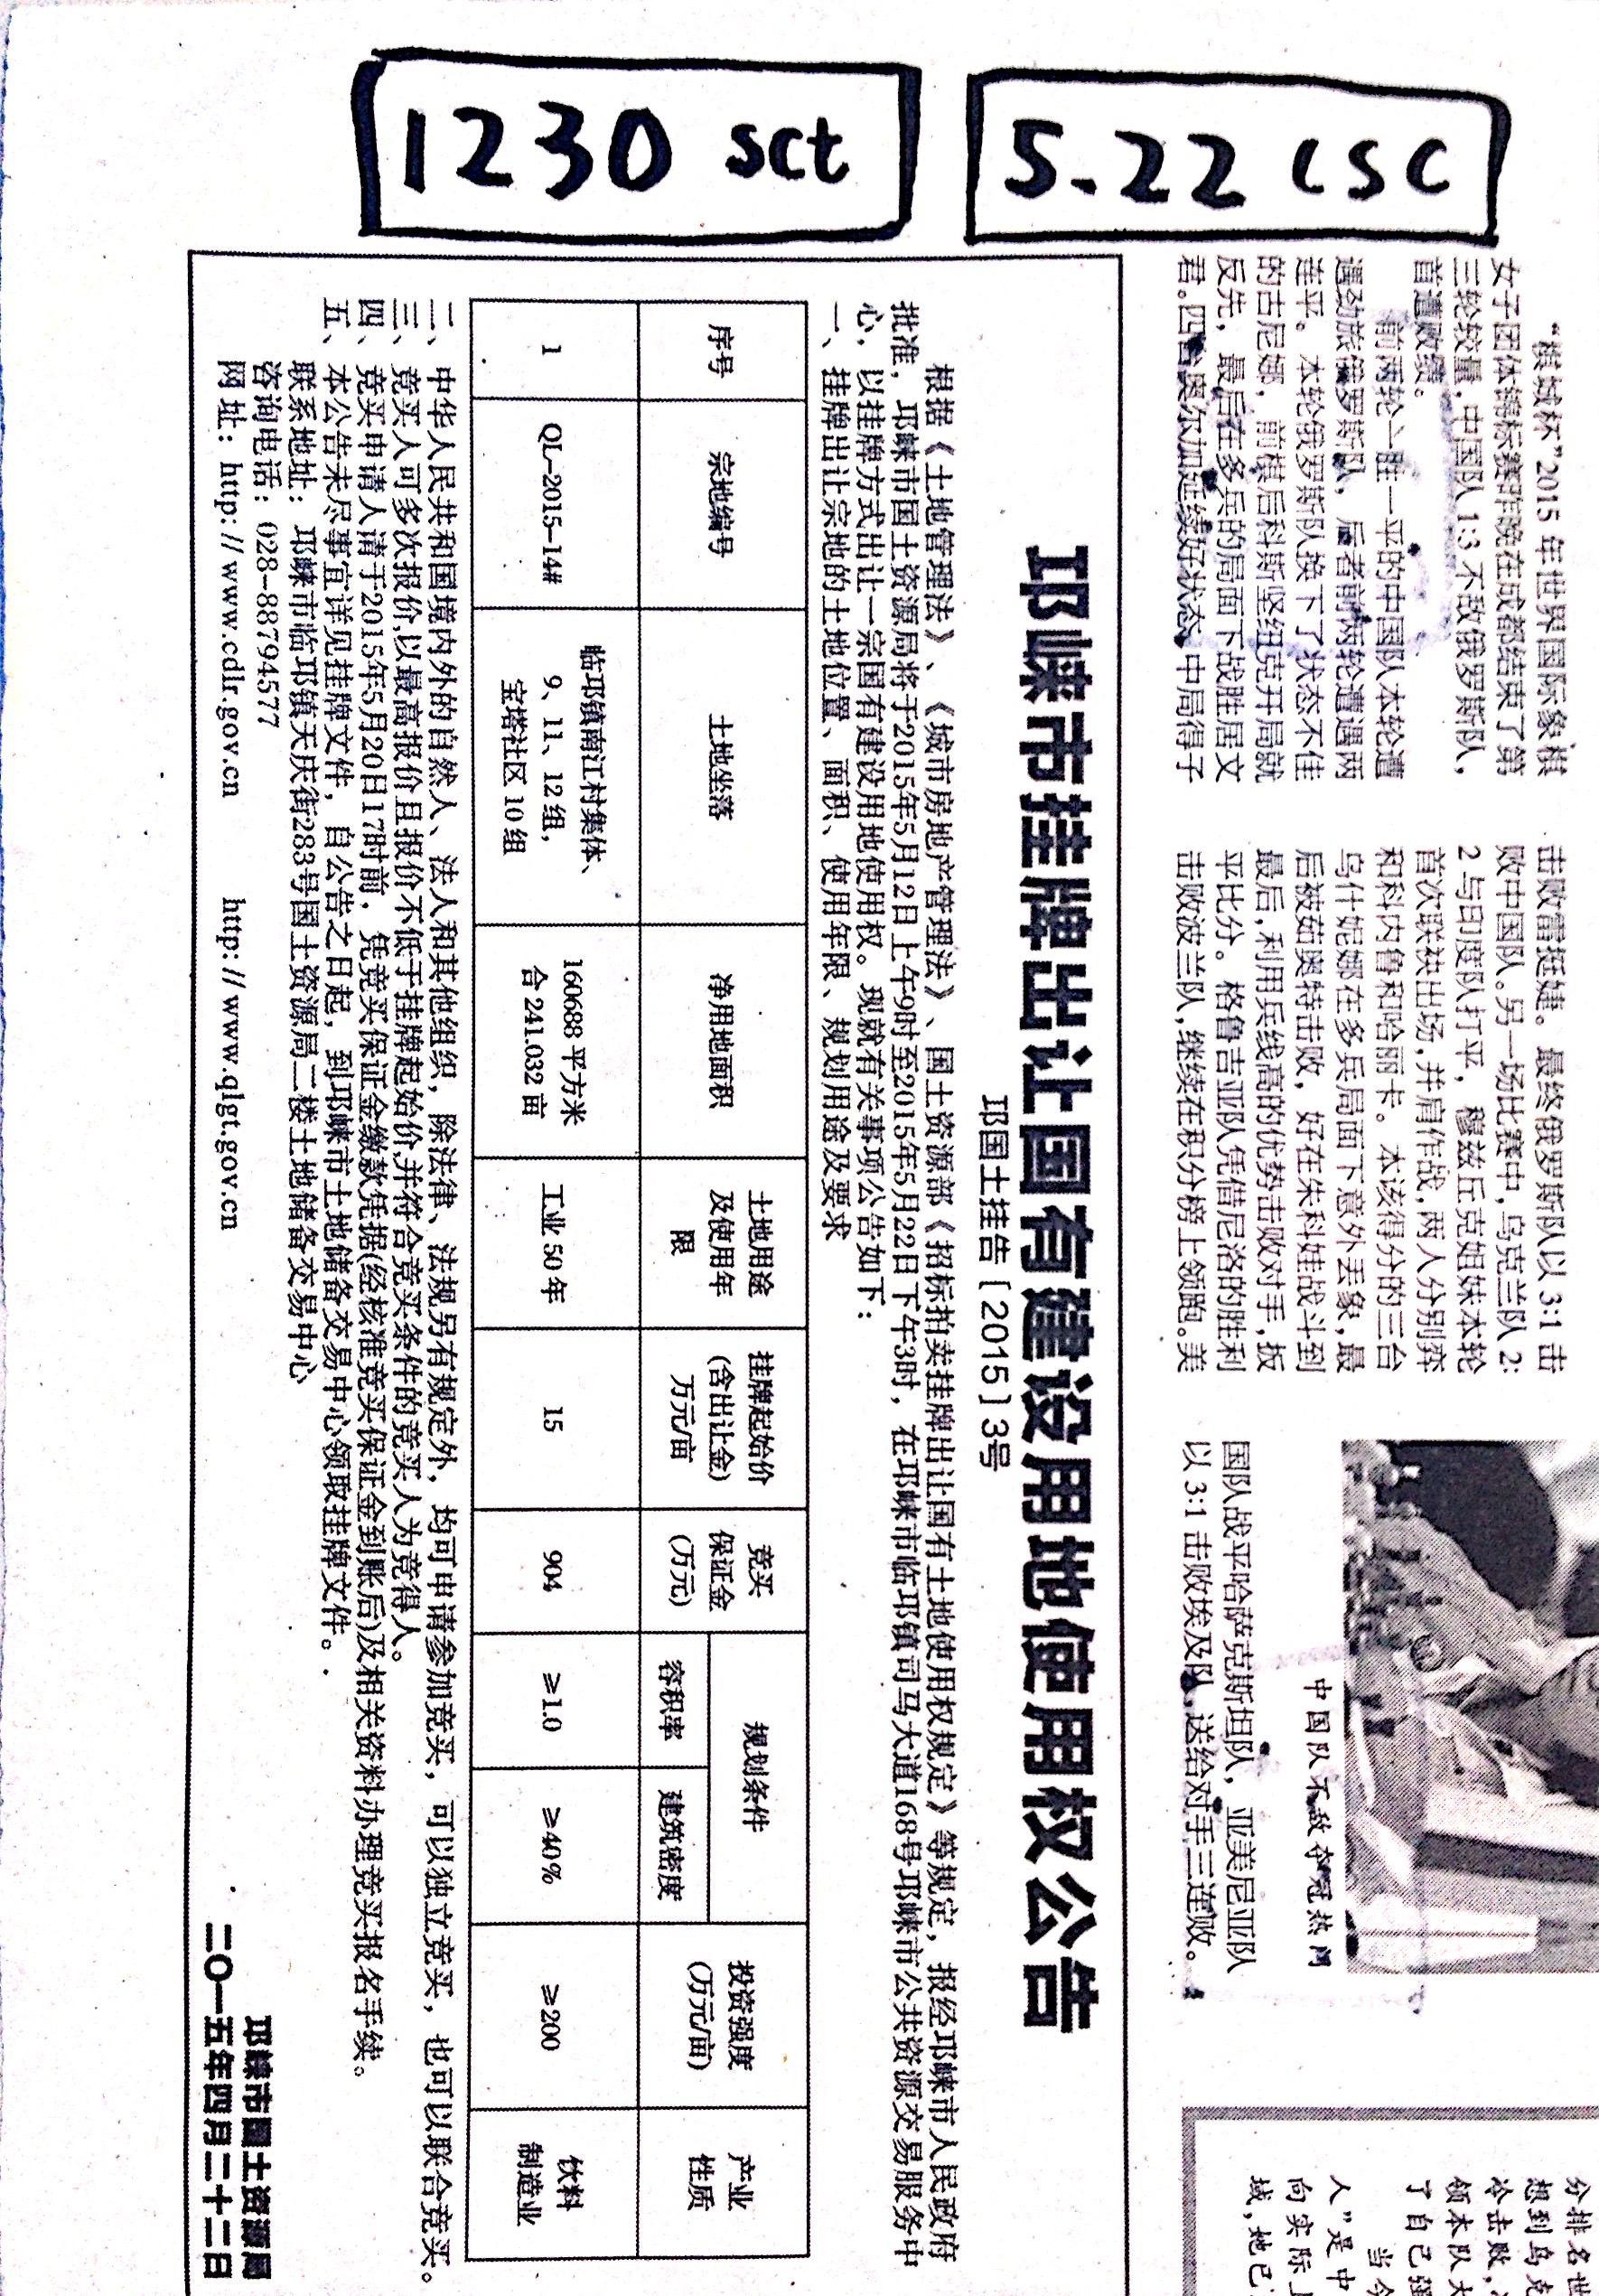 1230 sct
5.22 CSC
“棋城杯”2015年世界国际象棋
女子团体锦标赛昨晚在成都结束了第
三轮较量,中国队1:3不敌俄罗斯队,
首遭败绩。
前两轮一胜一平的中国队本轮遭
遇劲旅俄罗斯队,后者前两轮遭遇两
连平。本轮俄罗斯队换下了状态不佳
的古尼娜,前棋后科斯坚纽克开局就
反先,最后在多兵的局面下战胜居文
君。四台奥尔加延续好状态,中局得子
击败雷挺婕。最终俄罗斯队以3:1击
败中国队。另一场比赛中,乌克兰队2:
2与印度队打平,穆兹丘克姐妹本轮
首次联袂出场,并肩作战,两人分别弈
和科内鲁和哈丽卡。本该得分的三台
乌什妮娜在多兵局面下意外丢象,最
后被茹奥特击败,好在朱科娃战斗到
最后,利用兵线高的优势击败对手,扳
平比分。格鲁吉亚队凭借尼洛的胜利
击败波兰队,继续在积分榜上领跑。美
中国队不敌夺冠热门
国队战平哈萨克斯坦队,亚美尼亚队
以3:1击败埃及队,送给对手三连败。
分排名世
想到乌克
冷击败,
领本队大
了自己强
当今
人”是中
向实际上
域,她已
邛崃市挂牌出让国有建设用地使用权公告
邛国土挂告[2015]3号
根据《土地管理法》、《城市房地产管理法》、国土资源部《招标拍卖挂牌出让国有土地使用权规定》等规定,报经邛崃市人民政府
批准,邛崃市国土资源局将于2015年5月12日上午9时至2015年5月22日下午3时,在邛崃市临邛镇司马大道168号邛崃市公共资源交易服务中
心,以挂牌方式出让一宗国有建设用地使用权。现就有关事项公告如下:
一、挂牌出让宗地的土地位置、面积、使用年限、规划用途及要求
序号 宗地编号 土地坐落 净用地面积 土地用途及使用年限 挂牌起始价(含出让金)万元/亩 竞买保证金(万元) 规划条件 容积率 建筑密度 投资强度(万元/亩) 产业性质
1 QL-2015-14# 临邛镇南江村集体、9、11、12组,宝塔社区10组 160688平方米合241.032亩 工业50年 15 904 ≥1.0 ≥40% ≥200 饮料制造业
二、中华人民共和国境内外的自然人、法人和其他组织,除法律、法规另有规定外,均可申请参加竞买,可以独立竞买,也可以联合竞买。
三、竞买人可多次报价,以最高报价且报价不低于挂牌起始价,并符合竞买条件的竞买人为竞得人。
四、竞买申请人请于2015年5月20日17时前,凭竞买保证金缴款凭据(经核准竞买保证金到账后)及相关资料办理竞买报名手续。
五、本公告未尽事宜详见挂牌文件,自公告之日起,到邛崃市土地储备交易中心领取挂牌文件。
联系地址:邛崃市临邛镇天庆街283号国土资源局二楼土地储备交易中心
咨询电话:028-88794577
网址:http://www.cdlr.gov.cn http://www.qlgt.gov.cn
邛崃市国土资源局
二〇一五年四月二十二日